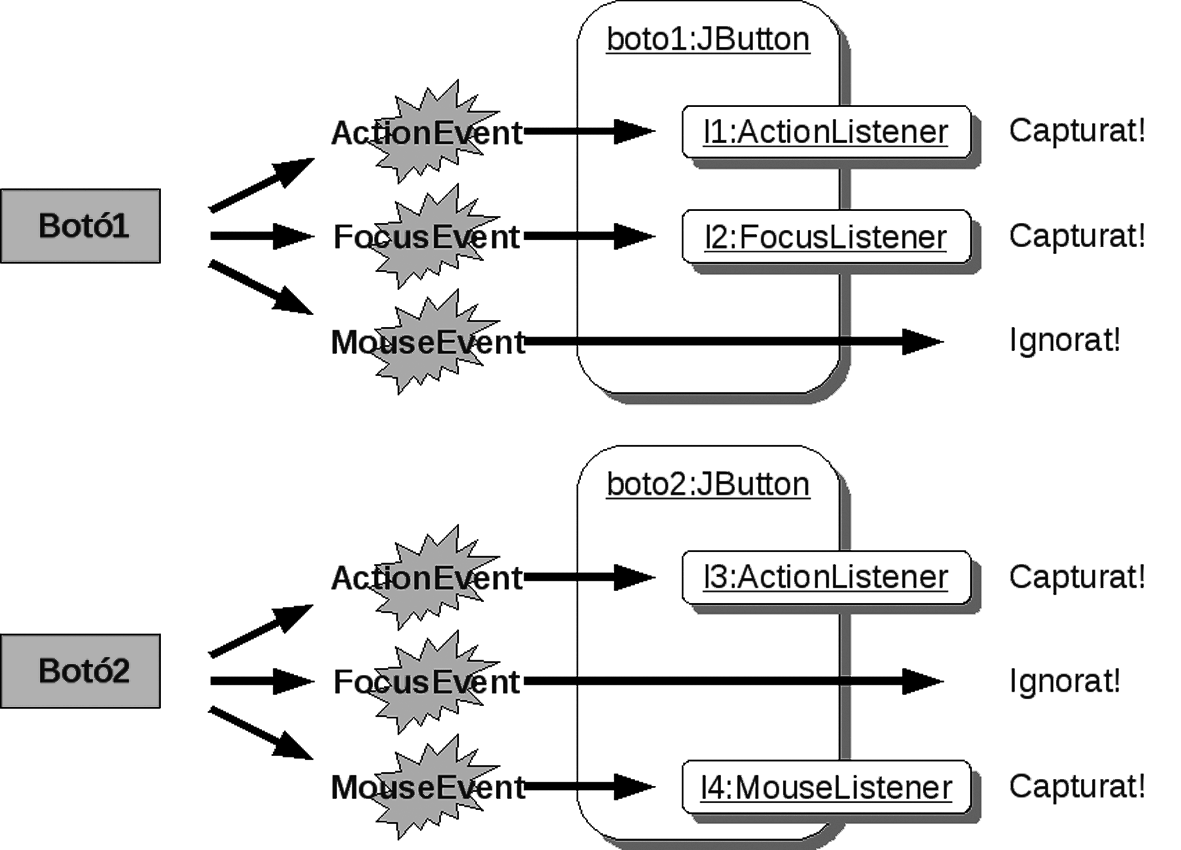 boto1:JButton
ActionEvent
l1:ActionListener
Capturat!
Botó1
FocusEvent
l2:FocusListener
Capturat!
MouseEvent
Ignorat!
boto2:JButton
ActionEvent
l3:ActionListener
Capturat!
Botó2
FocusEvent
Ignorat!
MouseEvent
l4:MouseListener
Capturat!